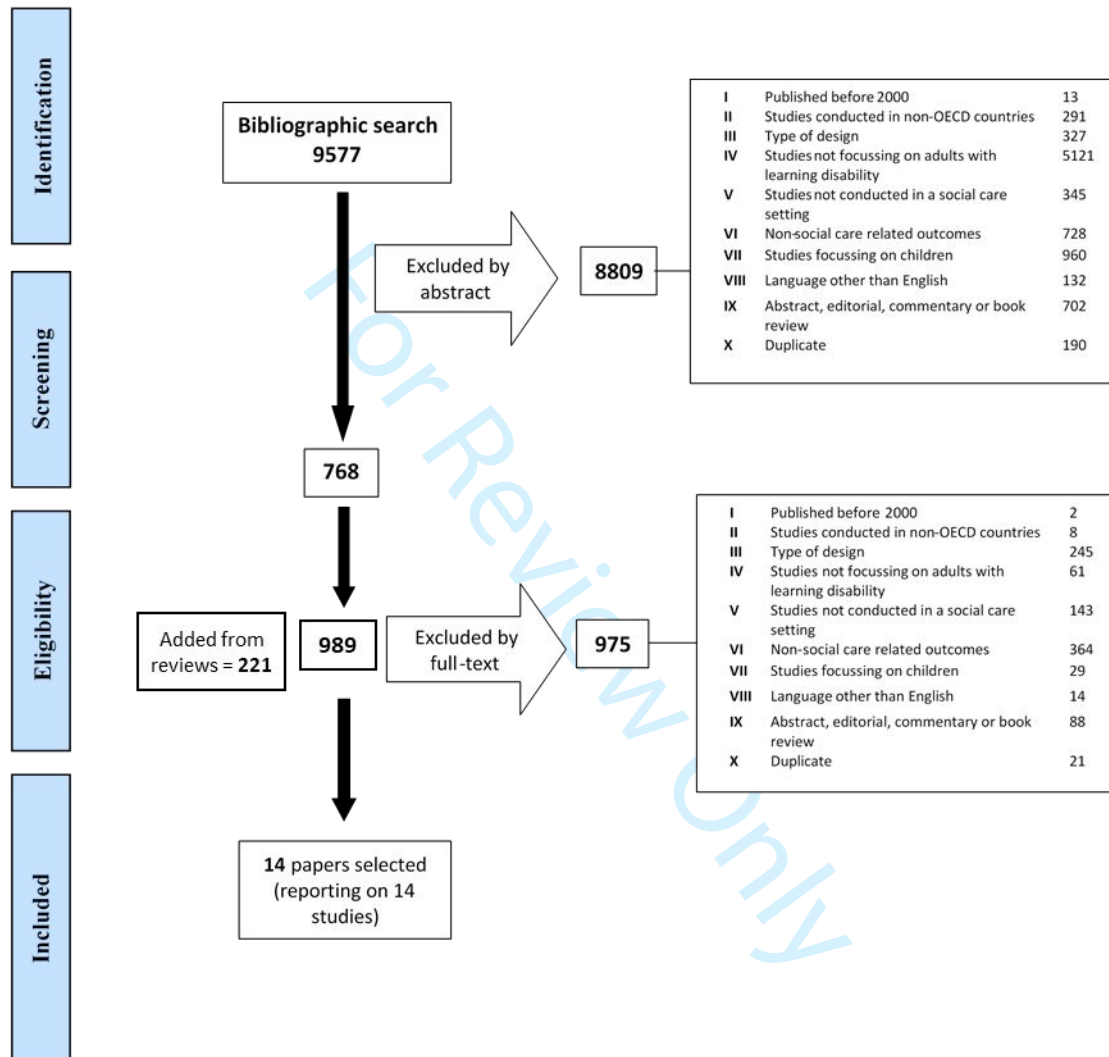 Identification
Bibliographic search
9577
I Published before 2000 13
II Studies conducted in non-OECD countries 291
III Type of design 327
IV Studies not focussing on adults with 5121
learning disability
V Studies not conducted in a social care 345
setting
VI Non-social care related outcomes 728
VII Studies focussing on children 960
VIII Language other than English 132
IX Abstract, editorial, commentary or book 702
review
X Duplicate 190
Excluded by
abstract
8809
Screening
768
Eligibility
Added from
reviews = 221
989
Excluded by
full-text
975
I Published before 2000 2
II Studies conducted in non-OECD countries 8
III Type of design 245
IV Studies not focussing on adults with 61
learning disability
V Studies not conducted in a social care 143
setting
VI Non-social care related outcomes 364
VII Studies focussing on children 29
VIII Language other than English 14
IX Abstract, editorial, commentary or book 88
review
X Duplicate 21
Included
14 papers selected
(reporting on 14
studies)
For Review Only